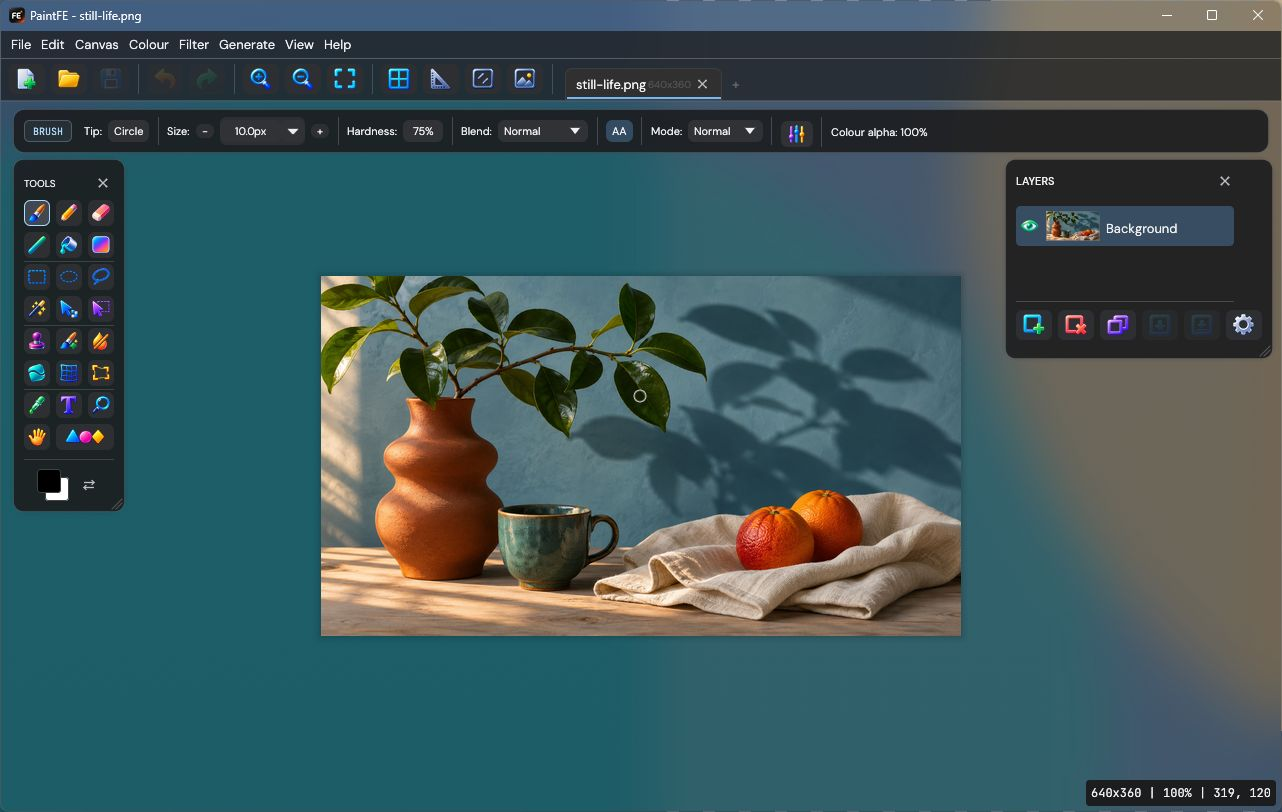 FE PaintFE - still-life.png
File Edit Canvas Colour Filter Generate View Help
still-life.png 640x360
BRUSH Tip: Circle Size: - 10.0px + Hardness: 75% Blend: Normal AA Mode: Normal Colour alpha: 100%
TOOLS
LAYERS
Background
T
640x360 | 100% | 319, 120